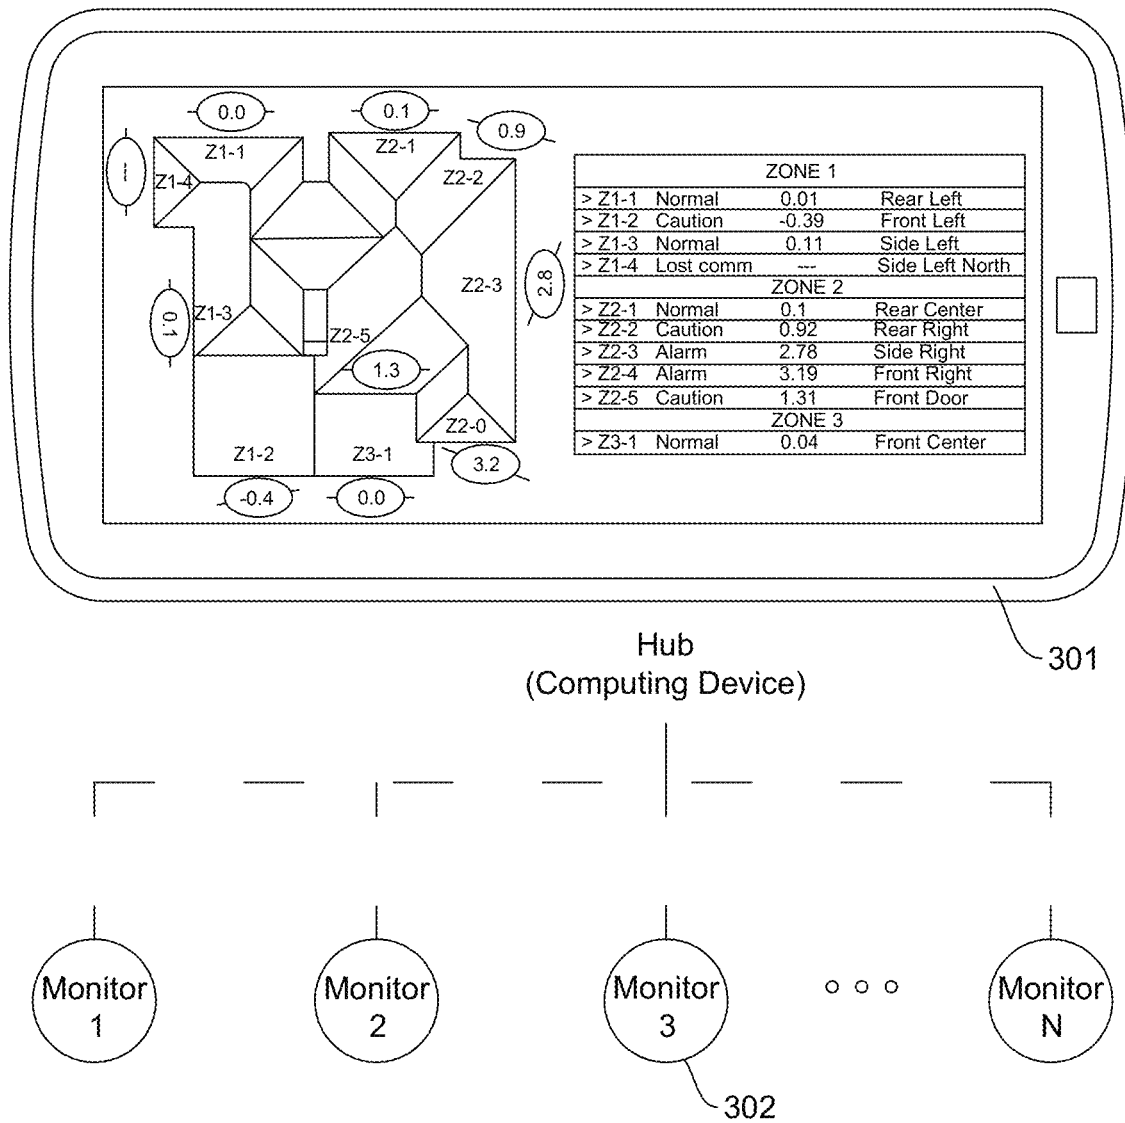 0.0
0.1
0.9
---
Z1-1
Z2-1
Z1-4
Z2-2
Z2-3
2.8
0.1
Z1-3
Z2-5
1.3
Z2-0
Z1-2
Z3-1
3.2
-0.4
0.0
ZONE 1
> Z1-1 Normal 0.01 Rear Left
> Z1-2 Caution -0.39 Front Left
> Z1-3 Normal 0.11 Side Left
> Z1-4 Lost comm --- Side Left North
ZONE 2
> Z2-1 Normal 0.1 Rear Center
> Z2-2 Caution 0.92 Rear Right
> Z2-3 Alarm 2.78 Side Right
> Z2-4 Alarm 3.19 Front Right
> Z2-5 Caution 1.31 Front Door
ZONE 3
> Z3-1 Normal 0.04 Front Center
301
Hub
(Computing Device)
Monitor
1
Monitor
2
Monitor
3
Monitor
N
302